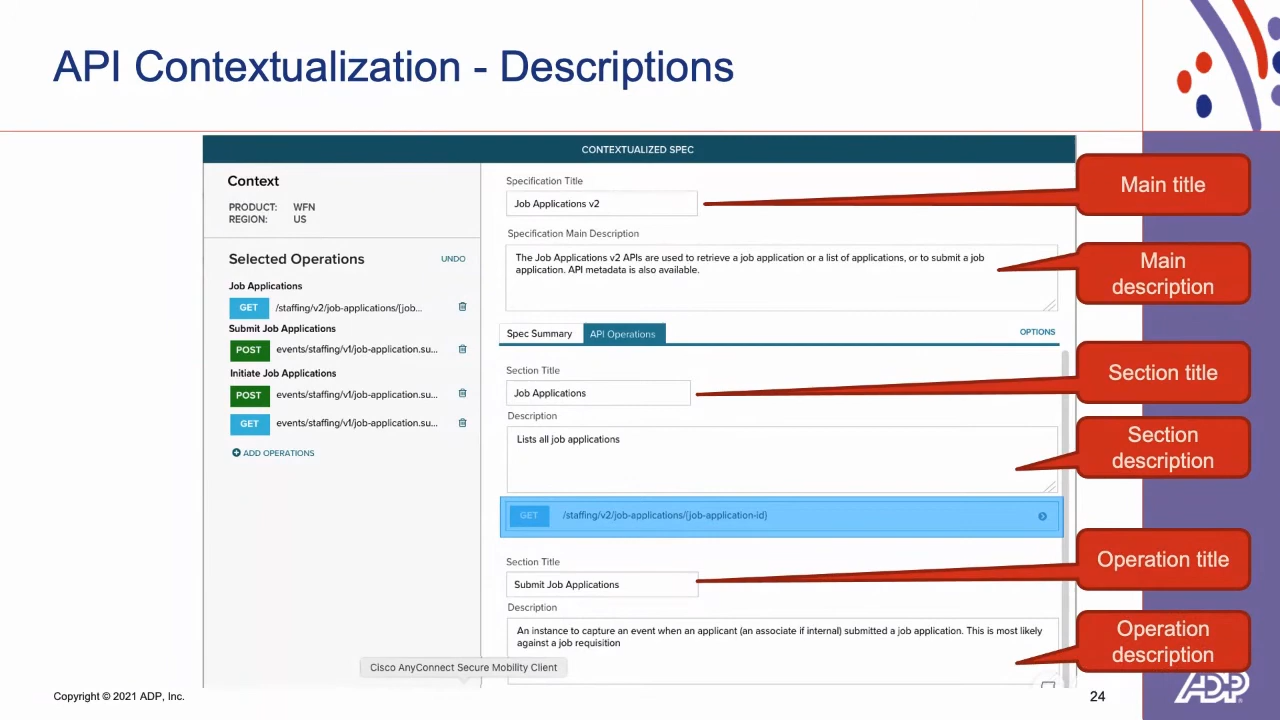 API Contextualization - Descriptions
CONTEXTUALIZED SPEC
Context
PRODUCT: WFN
REGION: US
Selected Operations
UNDO
Job Applications
GET /staffing/v2/job-applications/{job...
Submit Job Applications
POST events/staffing/v1/job-application.su...
Initiate Job Applications
POST events/staffing/v1/job-application.su...
GET events/staffing/v1/job-application.su...
ADD OPERATIONS
Specification Title
Job Applications v2
Specification Main Description
The Job Applications v2 APIs are used to retrieve a job application or a list of applications, or to submit a job
application. API metadata is also available.
Spec Summary
API Operations
OPTIONS
Section Title
Job Applications
Description
Lists all job applications
GET /staffing/v2/job-applications/{job-application-id}
Section Title
Submit Job Applications
Description
An instance to capture an event when an applicant (an associate if internal) submitted a job application. This is most likely
against a job requisition
Main title
Main
description
Section title
Section
description
Operation title
Operation
description
Cisco AnyConnect Secure Mobility Client
Copyright © 2021 ADP, Inc.
24
ADP